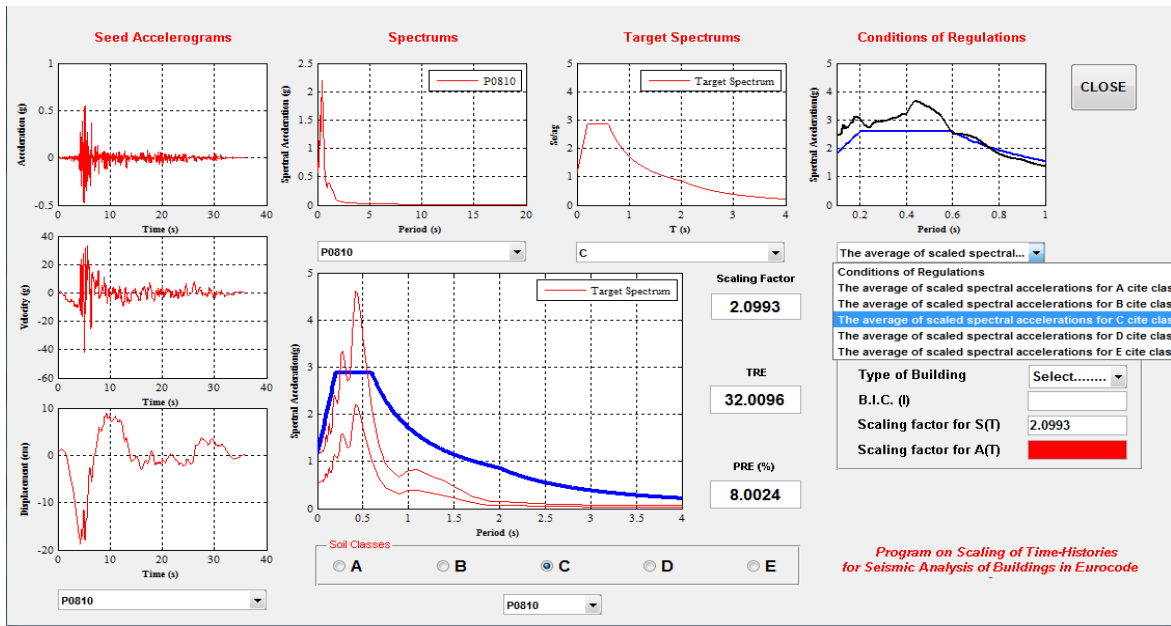 Seed Accelerograms
Spectrums
Target Spectrums
Conditions of Regulations
1
0.5
0
-0.5
Acceleration (g)
0 10 20 30 40
Time (s)
2.5
2
1.5
1
0.5
0
Spectral Acceleration (g)
P0810
0 5 10 15 20
Period (s)
5
4
3
2
1
0
Se/ag
Target Spectrum
0 1 2 3 4
T (s)
5
4
3
2
1
0
Spectral Acceleration(g)
0.2 0.4 0.6 0.8 1
Period (s)
CLOSE
P0810
C
The average of scaled spectral...
Conditions of Regulations
The average of scaled spectral accelerations for A cite clas
The average of scaled spectral accelerations for B cite clas
The average of scaled spectral accelerations for C cite clas
The average of scaled spectral accelerations for D cite clas
The average of scaled spectral accelerations for E cite clas
40
20
0
-20
-40
-60
Velocity (cm)
0 10 20 30 40
Time (s)
5
4
3
2
1
0
Spectral Acceleration(g)
Target Spectrum
0 0.5 1 1.5 2 2.5 3 3.5 4
Period (s)
Scaling Factor
2.0993
TRE
32.0096
PRE (%)
8.0024
Type of Building
Select........
B.I.C. (I)
Scaling factor for S(T)
2.0993
Scaling factor for A(T)
10
0
-10
-20
Displacement (cm)
0 10 20 30 40
Time (s)
Soil Classes
A
B
C
D
E
Program on Scaling of Time-Histories
for Seismic Analysis of Buildings in Eurocode
P0810
P0810